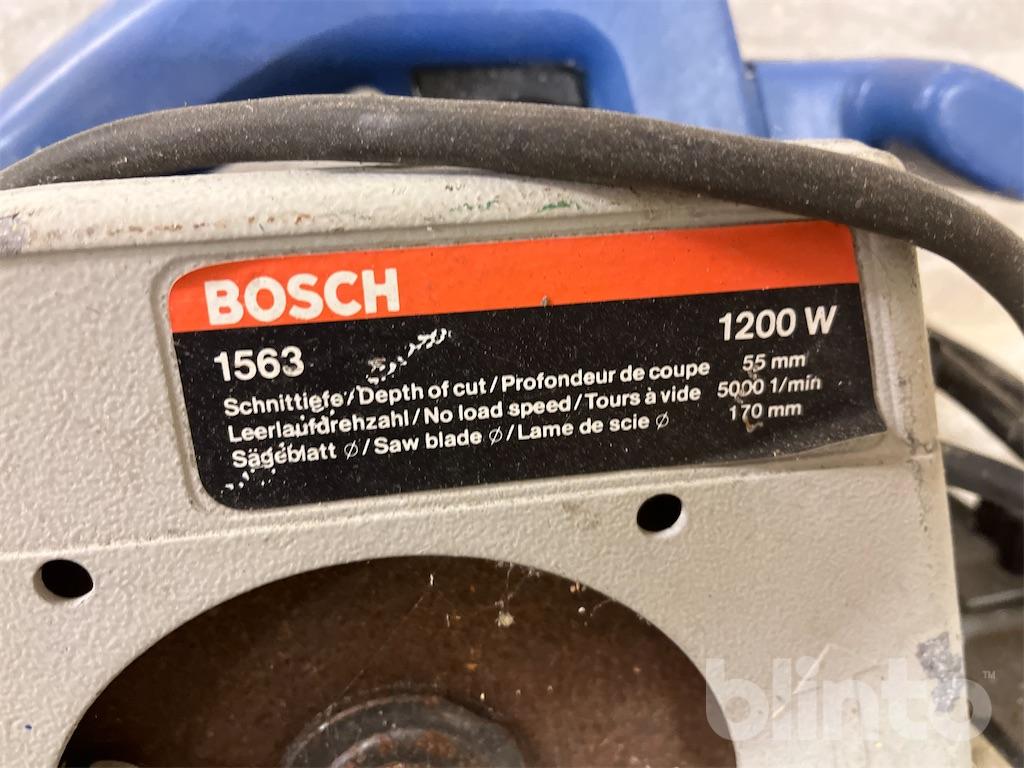 BOSCH
1563 1200 W
Schnittiefe/Depth of cut/Profondeur de coupe 55 mm
Leerlaufdrehzahl/No load speed/Tours à vide 5000 1/min
Sägeblatt ∅/Saw blade ∅/Lame de scie ∅ 170 mm
blinto™